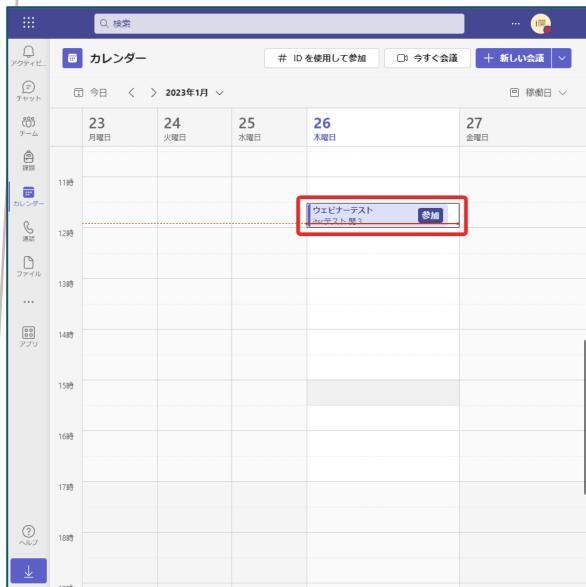 検索
アクティビ...
チャット
チーム
課題
カレンダー
通話
ファイル
アプリ
ヘルプ
カレンダー
# ID を使用して参加
今すぐ会議
+ 新しい会議
今日
2023年1月
稼働日
23
月曜日
24
火曜日
25
水曜日
26
木曜日
27
金曜日
11時
12時
13時
14時
15時
16時
17時
18時
ウェビナーテスト
参加